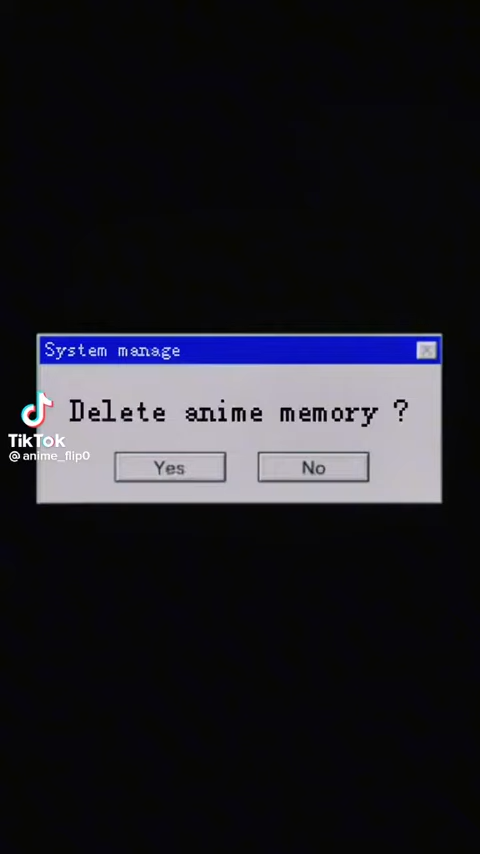 System manage
Delete anime memory ?
TikTok
@anime_flip0
Yes No